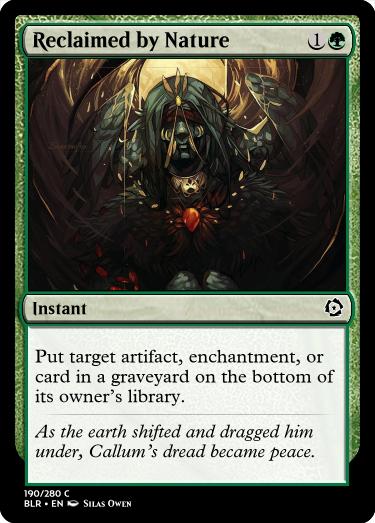 Reclaimed by Nature 1
Instant
Put target artifact, enchantment, or
card in a graveyard on the bottom of
its owner's library.
As the earth shifted and dragged him
under, Callum's dread became peace.
190/280 C
BLR • EN Silas Owen